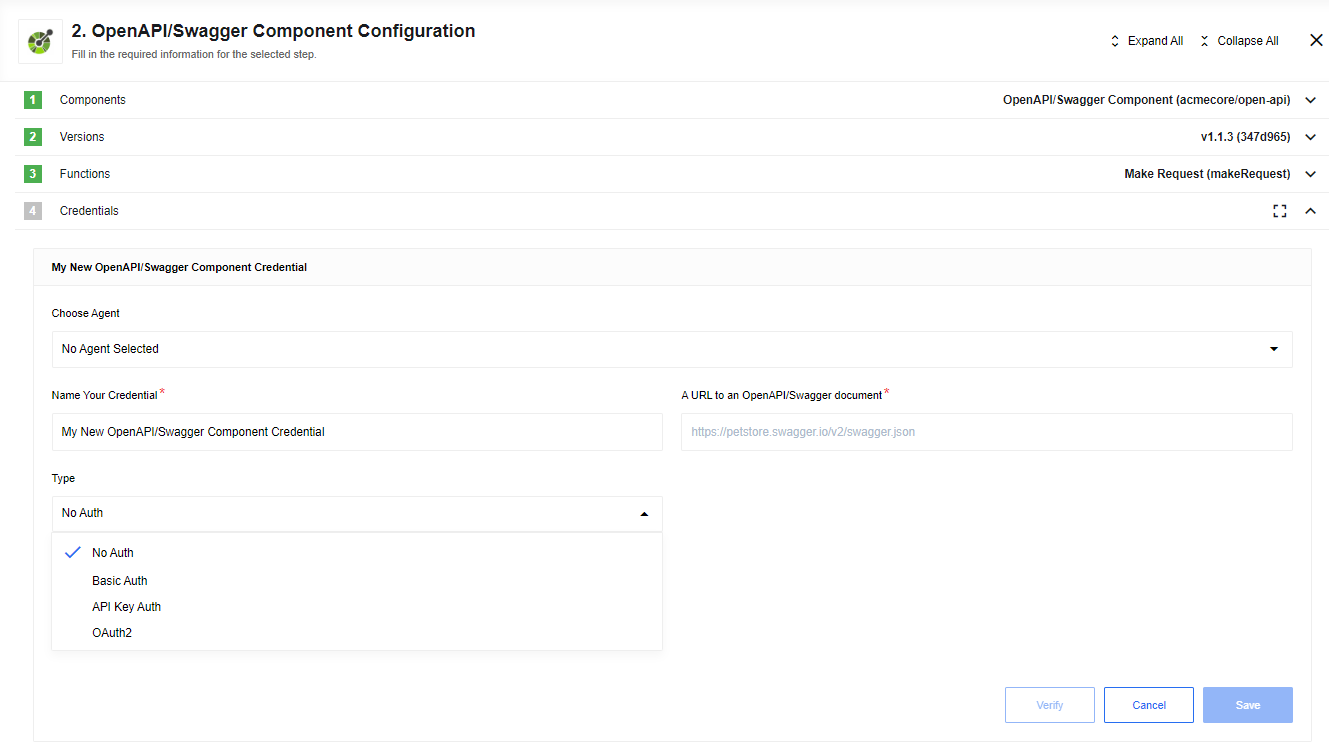 2. OpenAPI/Swagger Component Configuration
Fill in the required information for the selected step.
Expand All
Collapse All
1 Components OpenAPI/Swagger Component (acmecore/open-api)
2 Versions v1.1.3 (347d965)
3 Functions Make Request (makeRequest)
4 Credentials
My New OpenAPI/Swagger Component Credential
Choose Agent
No Agent Selected
Name Your Credential * A URL to an OpenAPI/Swagger document *
My New OpenAPI/Swagger Component Credential https://petstore.swagger.io/v2/swagger.json
Type
No Auth
No Auth
Basic Auth
API Key Auth
OAuth2
Verify Cancel Save